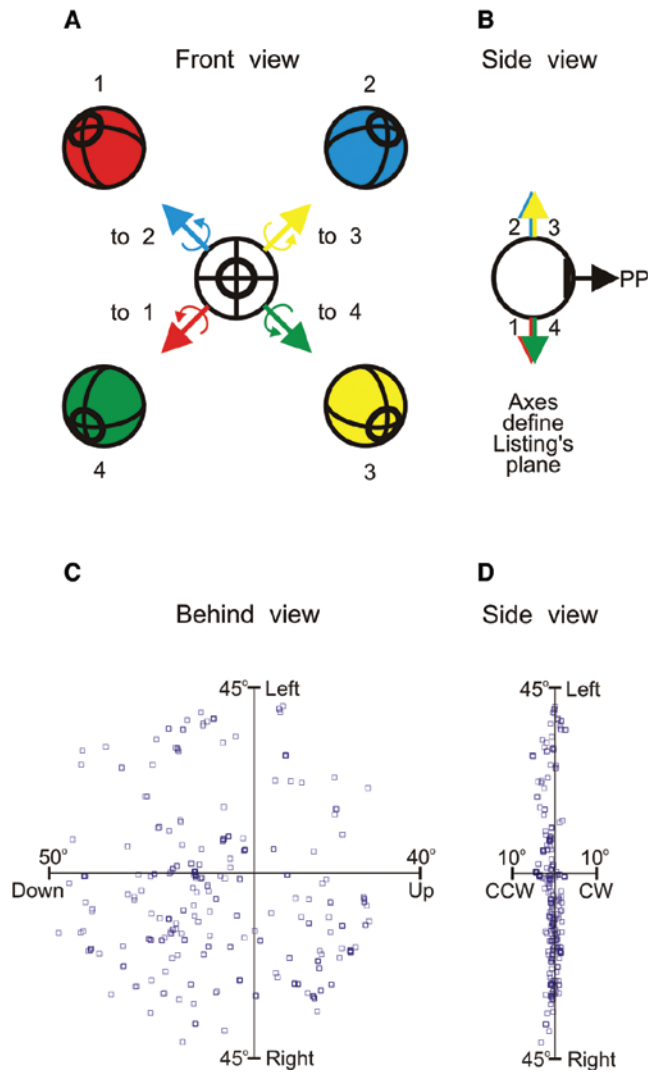 A
Front view
1
2
to 2
to 3
to 1
to 4
4
3
B
Side view
2 3
PP
1 4
Axes
define
Listing's
plane
C
Behind view
45° Left
50°
40°
Down
Up
45° Right
D
Side view
45° Left
10°
10°
CCW
CW
45° Right